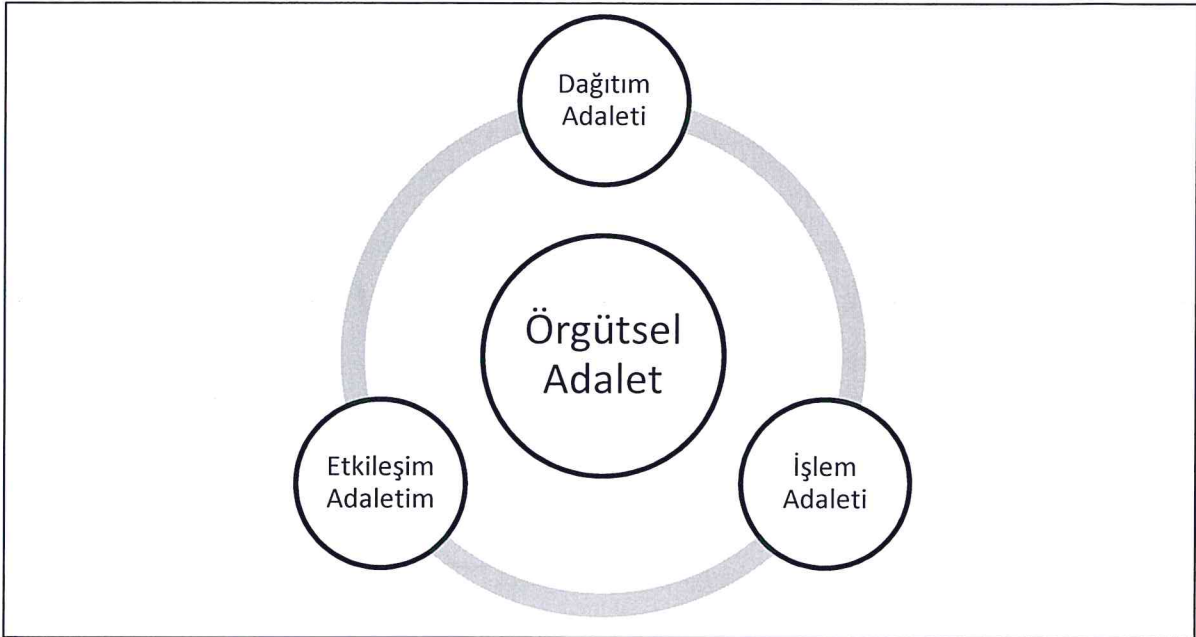 Dağıtım
Adaleti
Örgütsel
Adalet
Etkileşim
Adaletim
İşlem
Adaleti